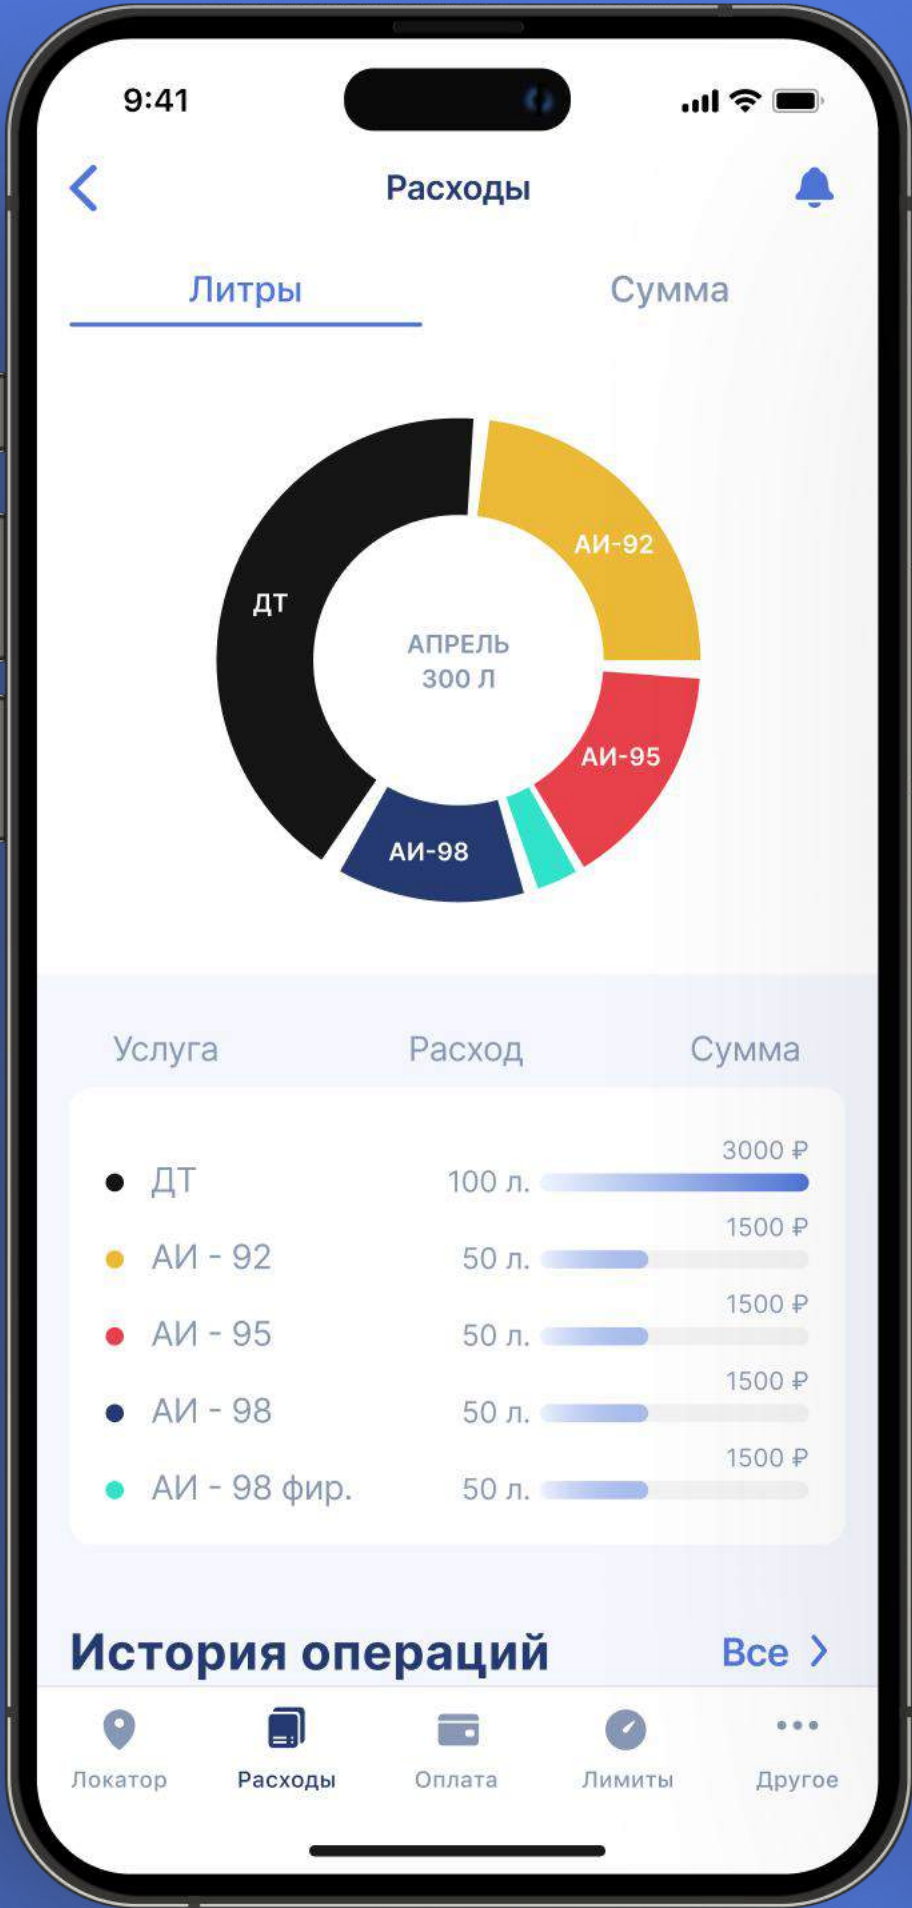 9:41
Расходы
Литры
Сумма
АИ-92
ДТ
АПРЕЛЬ
300 Л
АИ-95
АИ-98
Услуга Расход Сумма
3000 ₽
ДТ 100 л.
1500 ₽
АИ - 92 50 л.
1500 ₽
АИ - 95 50 л.
1500 ₽
АИ - 98 50 л.
1500 ₽
АИ - 98 фир. 50 л.
История операций Все
Локатор Расходы Оплата Лимиты Другое